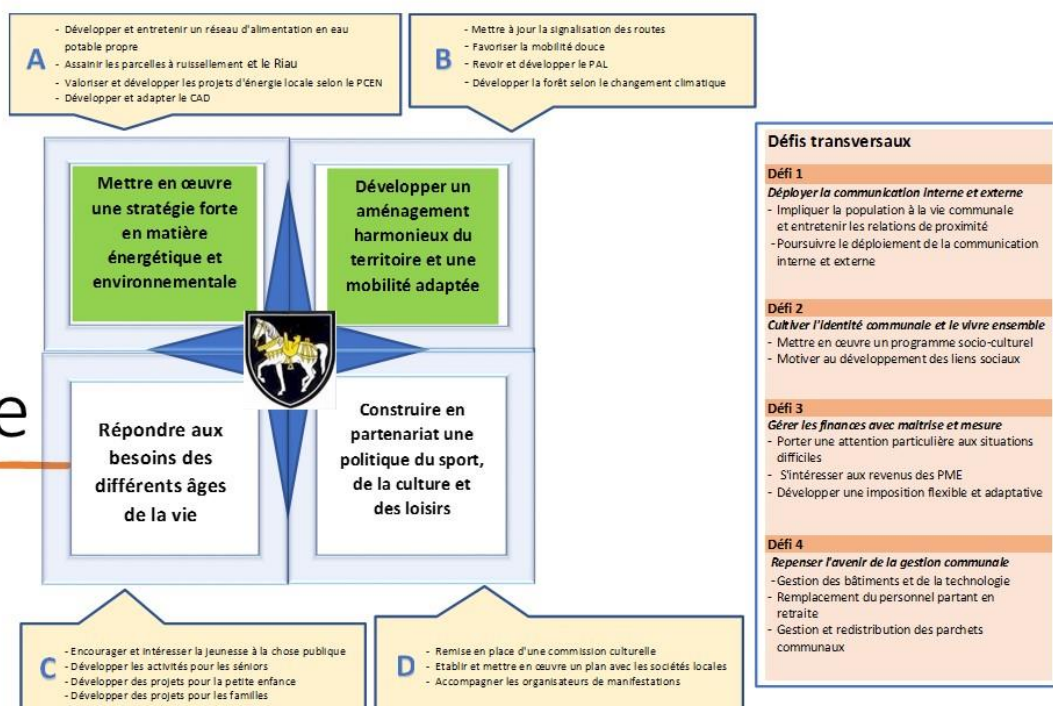 A
- Développer et entretenir un réseau d'alimentation en eau
potable propre
- Assainir les parcelles à ruissellement et le Riau
- Valoriser et développer les projets d'énergie locale selon le PCEN
- Développer et adapter le CAD
B
- Mettre à jour la signalisation des routes
- Favoriser la mobilité douce
- Revoir et développer le PAL
- Développer la forêt selon le changement climatique
Mettre en œuvre
une stratégie forte
en matière
énergétique et
environnementale
Développer un
aménagement
harmonieux du
territoire et une
mobilité adaptée
e
Répondre aux
besoins des
différents âges
de la vie
Construire en
partenariat une
politique du sport,
de la culture et
des loisirs
C
- Encourager et intéresser la jeunesse à la chose publique
- Développer les activités pour les séniors
- Développer des projets pour la petite enfance
- Développer des projets pour les familles
D
- Remise en place d'une commission culturelle
- Etablir et mettre en œuvre un plan avec les sociétés locales
- Accompagner les organisateurs de manifestations
Défis transversaux
Défi 1
Déployer la communication interne et externe
- Impliquer la population à la vie communale
et entretenir les relations de proximité
- Poursuivre le déploiement de la communication
interne et externe
Défi 2
Cultiver l'identité communale et le vivre ensemble
- Mettre en œuvre un programme socio-culturel
- Motiver au développement des liens sociaux
Défi 3
Gérer les finances avec maitrise et mesure
- Porter une attention particulière aux situations
difficiles
- S'intéresser aux revenus des PME
- Développer une imposition flexible et adaptative
Défi 4
Repenser l'avenir de la gestion communale
- Gestion des bâtiments et de la technologie
- Remplacement du personnel partant en
retraite
- Gestion et redistribution des parchets
communaux